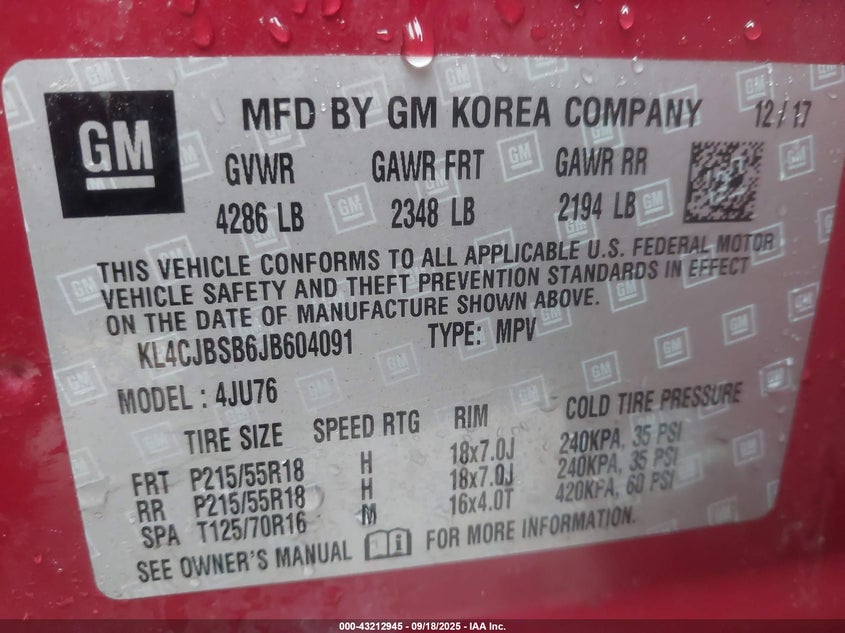 GM
MFD BY GM KOREA COMPANY 12/17
GVWR GAWR FRT GAWR RR
4286 LB 2348 LB 2194 LB
THIS VEHICLE CONFORMS TO ALL APPLICABLE U.S. FEDERAL MOTOR
VEHICLE SAFETY AND THEFT PREVENTION STANDARDS IN EFFECT
ON THE DATE OF MANUFACTURE SHOWN ABOVE.
KL4CJBSB6JB604091 TYPE: MPV
MODEL : 4JU76
TIRE SIZE SPEED RTG RIM COLD TIRE PRESSURE
FRT P215/55R18 H 18x7.0J 240KPA, 35 PSI
RR P215/55R18 H 18x7.0J 240KPA, 35 PSI
SPA T125/70R16 M 16x4.0T 420KPA, 60 PSI
SEE OWNER'S MANUAL FOR MORE INFORMATION.
000-43212945 - 09/18/2025 - IAA Inc.